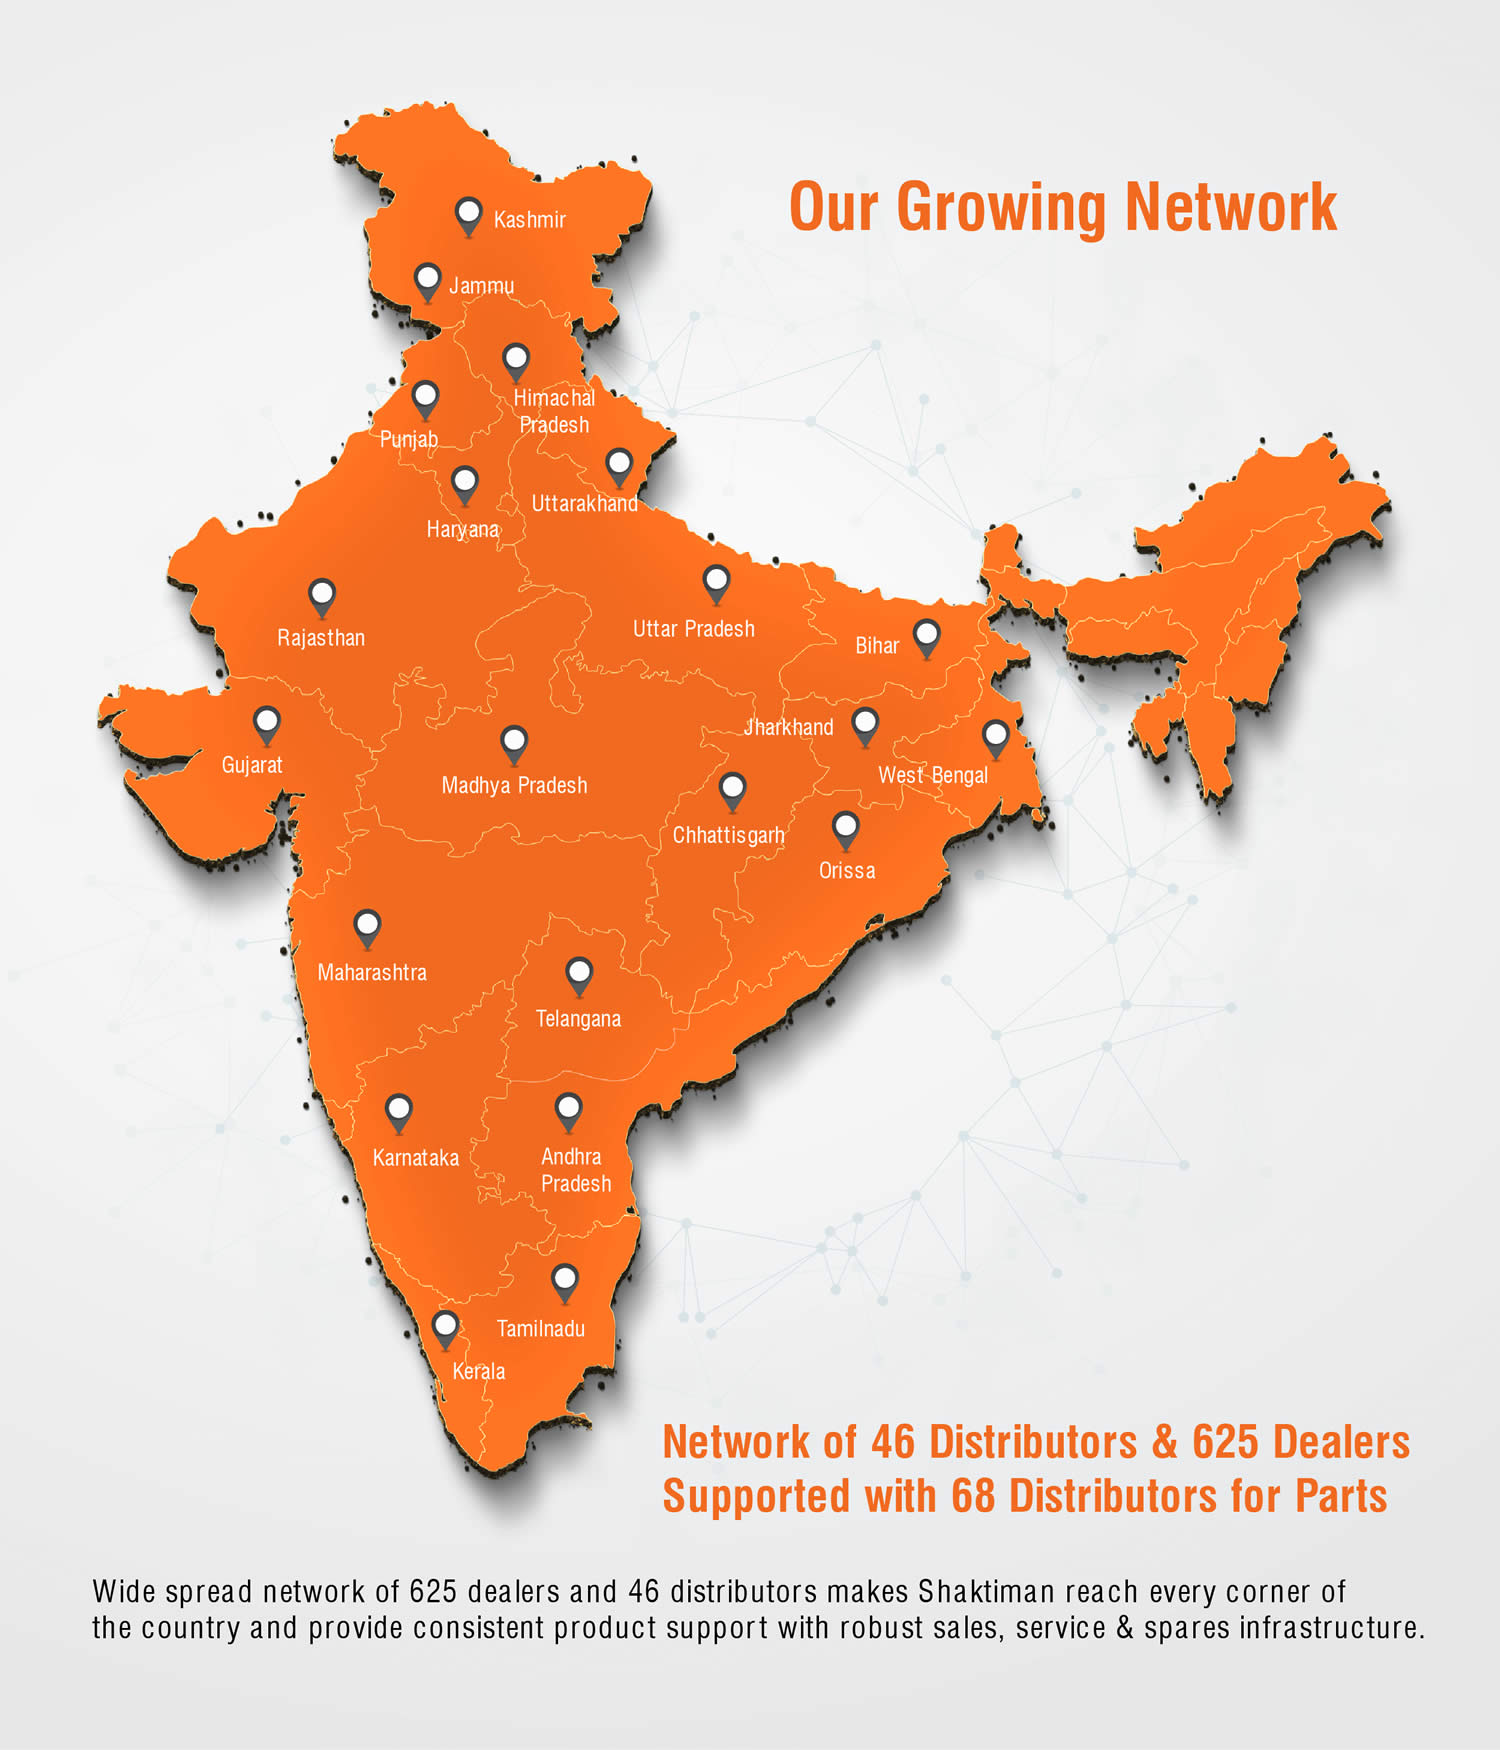 Our Growing Network
Kashmir
Jammu
Himachal
Pradesh
Punjab
Uttarakhand
Haryana
Rajasthan
Uttar Pradesh
Bihar
Jharkhand
Gujarat
Madhya Pradesh
West Bengal
Chhattisgarh
Orissa
Maharashtra
Telangana
Karnataka
Andhra
Pradesh
Tamilnadu
Kerala
Network of 46 Distributors & 625 Dealers
Supported with 68 Distributors for Parts
Wide spread network of 625 dealers and 46 distributors makes Shaktiman reach every corner of
the country and provide consistent product support with robust sales, service & spares infrastructure.